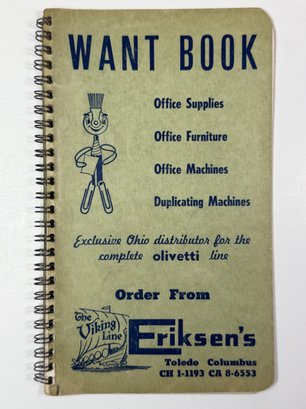 WANT BOOK
Office Supplies
Office Furniture
Office Machines
Duplicating Machines
Exclusive Ohio distributor for the
complete olivetti line
Order From
The
Viking
Line
Eriksen's
Toledo Columbus
CH 1-1193 CA 8-6553